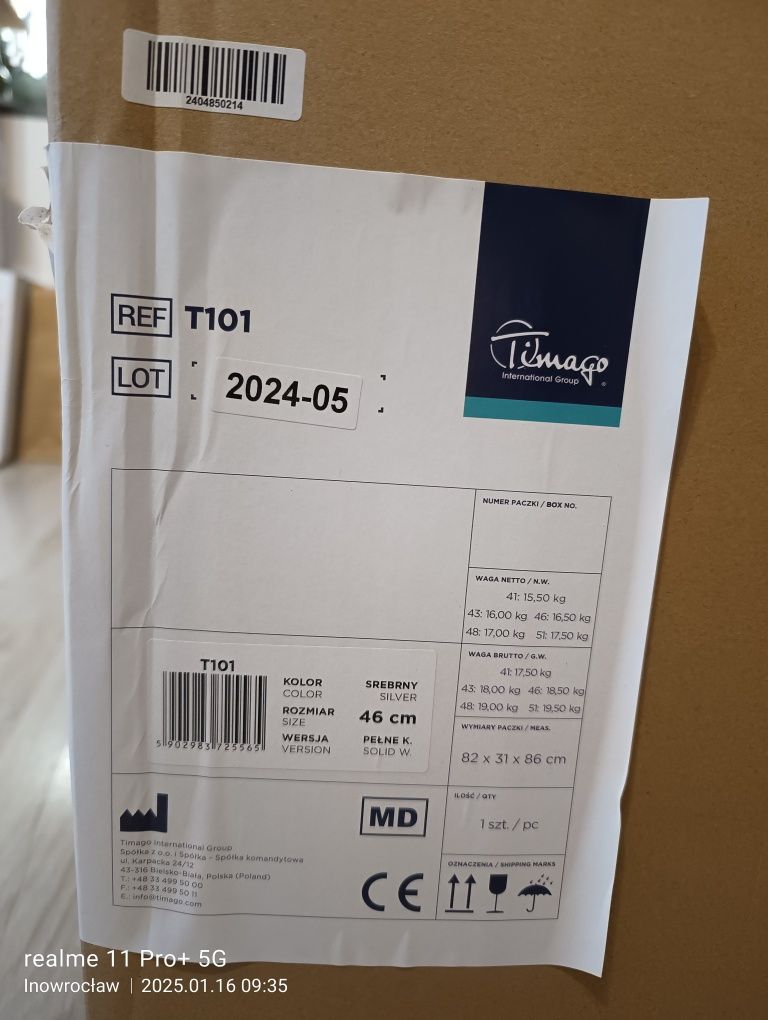 2404850214
REF T101
LOT 2024-05
Timago
International Group
NUMER PACZKI / BOX NO.
WAGA NETTO / N.W.
41: 15,50 kg
43: 16,00 kg 46: 16,50 kg
48: 17,00 kg 51: 17,50 kg
WAGA BRUTTO / G.W.
41: 17,50 kg
43: 18,00 kg 46: 18,50 kg
48: 19,00 kg 51: 19,50 kg
WYMIARY PACZKI / MEAS.
82 x 31 x 86 cm
ILOŚĆ / QTY
1 szt. / pc
OZNACZENIA / SHIPPING MARKS
T101
5 902983 725565
KOLOR SREBRNY
COLOR SILVER
ROZMIAR 46 cm
SIZE
WERSJA PEŁNE K.
VERSION SOLID W.
MD
CE
Timago International Group
Spółka z o.o. i Spółka – Spółka komandytowa
ul. Karpacka 24/12
43-316 Bielsko-Biała, Polska (Poland)
T.: +48 33 499 50 00
F.: +48 33 499 50 11
E.: info@timago.com
realme 11 Pro+ 5G
Inowrocław | 2025.01.16 09:35